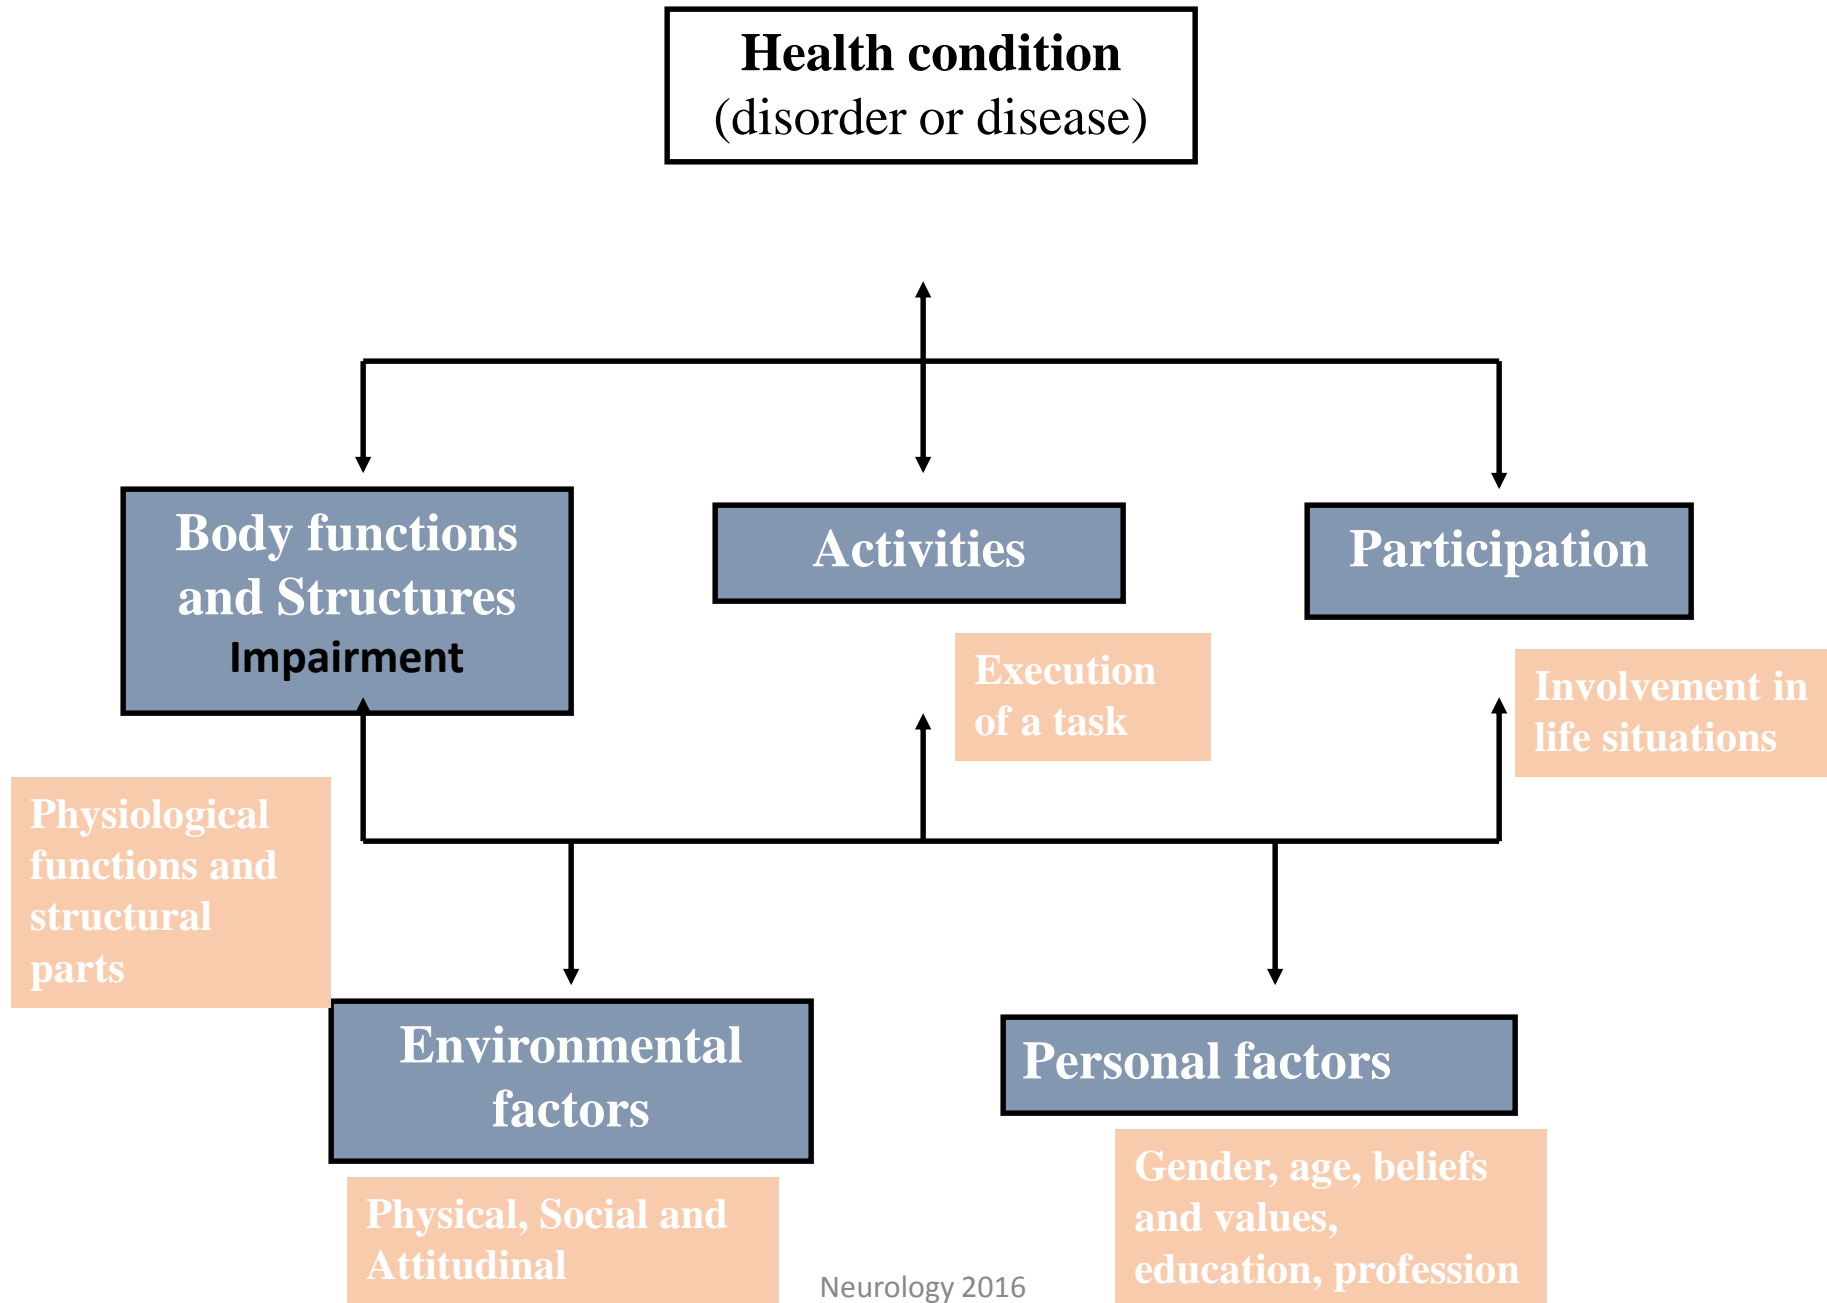 Health condition
(disorder or disease)
Body functions
and Structures
Impairment
Activities
Participation
Execution
of a task
Involvement in
life situations
Physiological
functions and
structural
parts
Environmental
factors
Personal factors
Physical, Social and
Attitudinal
Gender, age, beliefs
and values,
education, profession
Neurology 2016